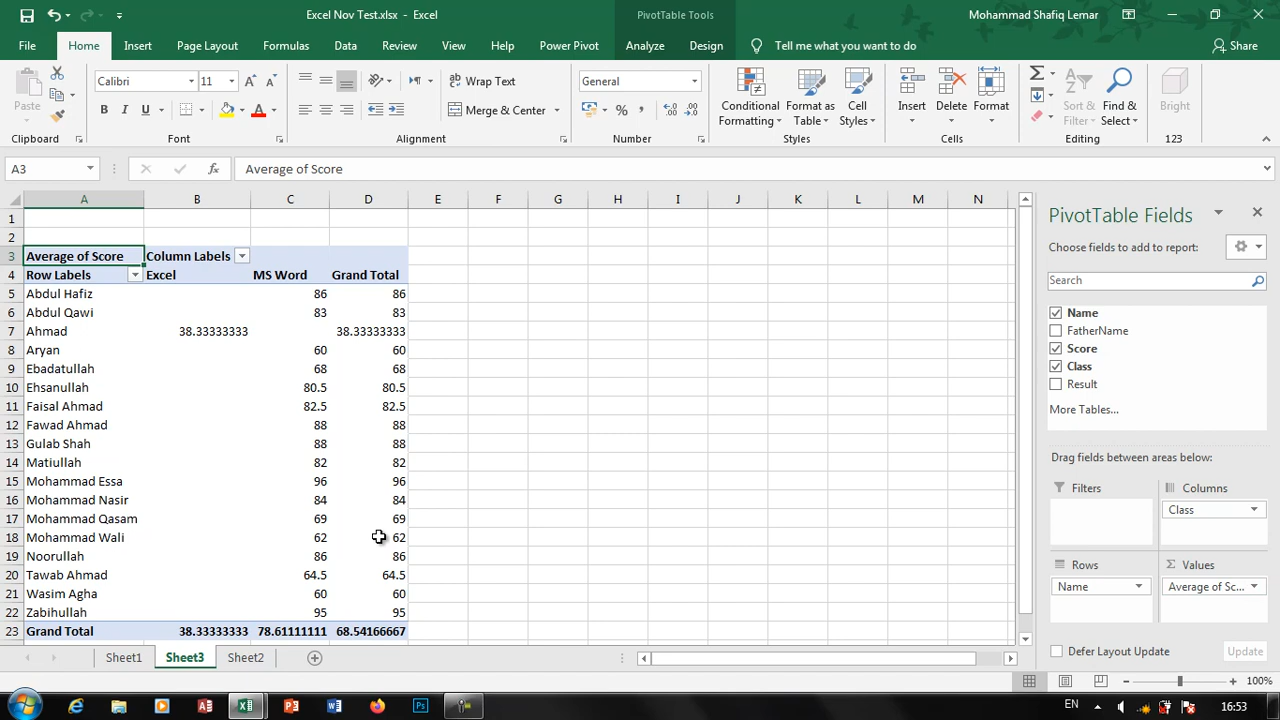 Excel Nov Test.xlsx - Excel
PivotTable Tools
Mohammad Shafiq Lemar
File Home Insert Page Layout Formulas Data Review View Help Power Pivot Analyze Design Tell me what you want to do Share
Paste
Calibri 11
Wrap Text
General
Conditional Formatting
Format as Table
Cell Styles
Insert
Delete
Format
Sort & Filter
Find & Select
Bright
B I U
Merge & Center
Clipboard Font Alignment Number Styles Cells Editing 123
A3 fx Average of Score
A B C D E F G H I J K L M N
1
2
3 Average of Score Column Labels
4 Row Labels Excel MS Word Grand Total
5 Abdul Hafiz 86 86
6 Abdul Qawi 83 83
7 Ahmad 38.33333333 38.33333333
8 Aryan 60 60
9 Ebadatullah 68 68
10 Ehsanullah 80.5 80.5
11 Faisal Ahmad 82.5 82.5
12 Fawad Ahmad 88 88
13 Gulab Shah 88 88
14 Matiullah 82 82
15 Mohammad Essa 96 96
16 Mohammad Nasir 84 84
17 Mohammad Qasam 69 69
18 Mohammad Wali 62 62
19 Noorullah 86 86
20 Tawab Ahmad 64.5 64.5
21 Wasim Agha 60 60
22 Zabihullah 95 95
23 Grand Total 38.33333333 78.61111111 68.54166667
PivotTable Fields
Choose fields to add to report:
Search
Name
FatherName
Score
Class
Result
More Tables...
Drag fields between areas below:
Filters
Columns
Class
Rows
Name
Values
Average of Sc...
Defer Layout Update Update
Sheet1 Sheet3 Sheet2
100%
EN 16:53